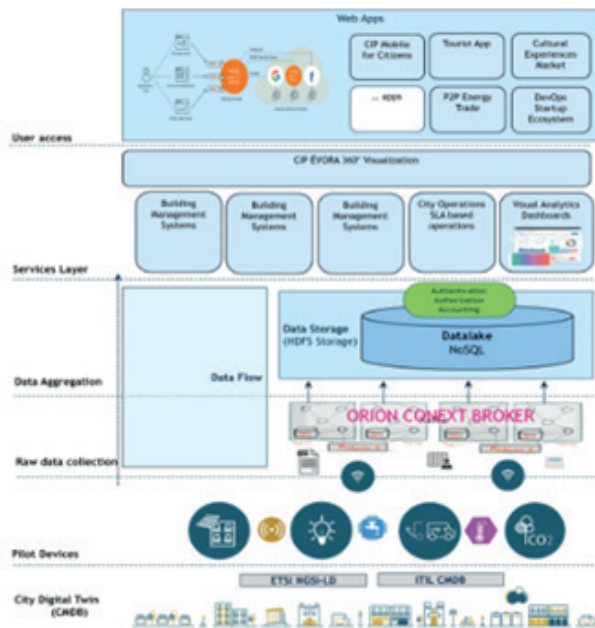 Web Apps
CIP Mobile
for Citizens
Tourist App
Cultural
Experiences
Market
... apps
P2P Energy
Trade
DevOps
Startup
Ecosystem
User access
CIP ÉVORA 360º Visualization
Building
Management
Systems
Building
Management
Systems
Building
Management
Systems
City Operations
SLA based
operations
Visual Analytics
Dashboards
Services Layer
Authentication
Authorization
Accounting
Data Storage
(HDFS Storage)
Datalake
NoSQL
Data Flow
Data Aggregation
ORION CONEXT BROKER
Raw data collection
CO2
Pilot Devices
ETSI NGSI-LD
ITIL CMDB
City Digital Twin
(CMDB)